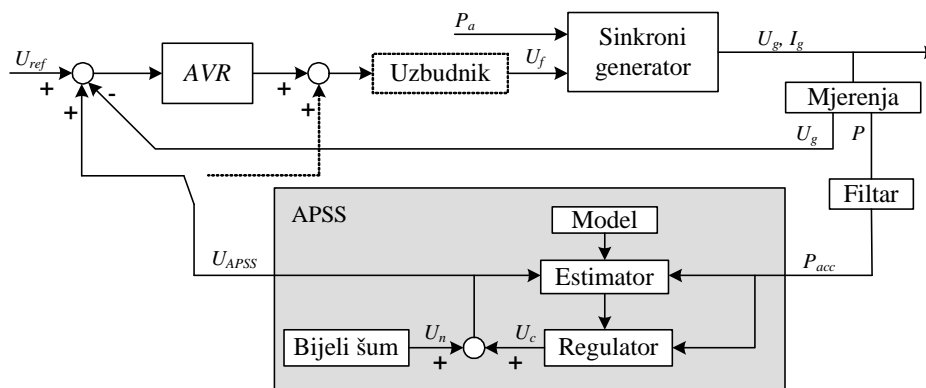 P_a
U_ref
+
-
+
AVR
+
+
Uzbudnik
U_f
Sinkroni
generator
U_g, I_g
Mjerenja
U_g
P
Filtar
APSS
Model
U_APSS
Estimator
P_acc
Bijeli šum
U_n
+
U_c
+
Regulator